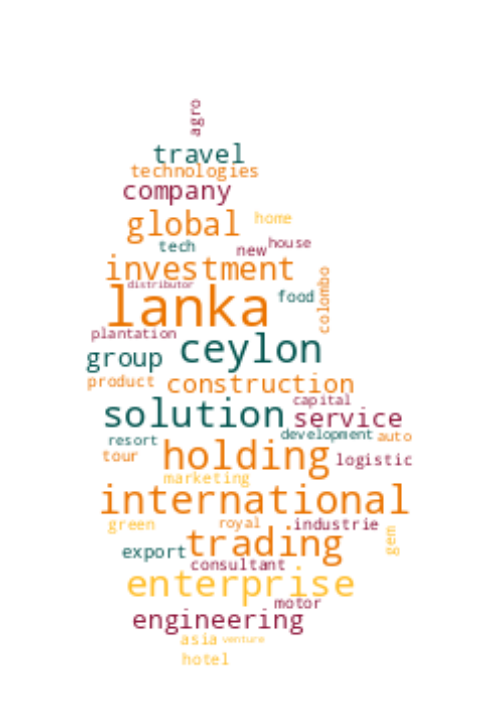 agro
travel
technologies
company
global home
tech new house
investment
distributor
lanka food colombo
plantation
group ceylon
product construction
capital
solution service
resort development auto
tour holding logistic
marketing
international
green royal industrie
export trading gem
consultant
enterprise
motor
engineering
asia venture
hotel